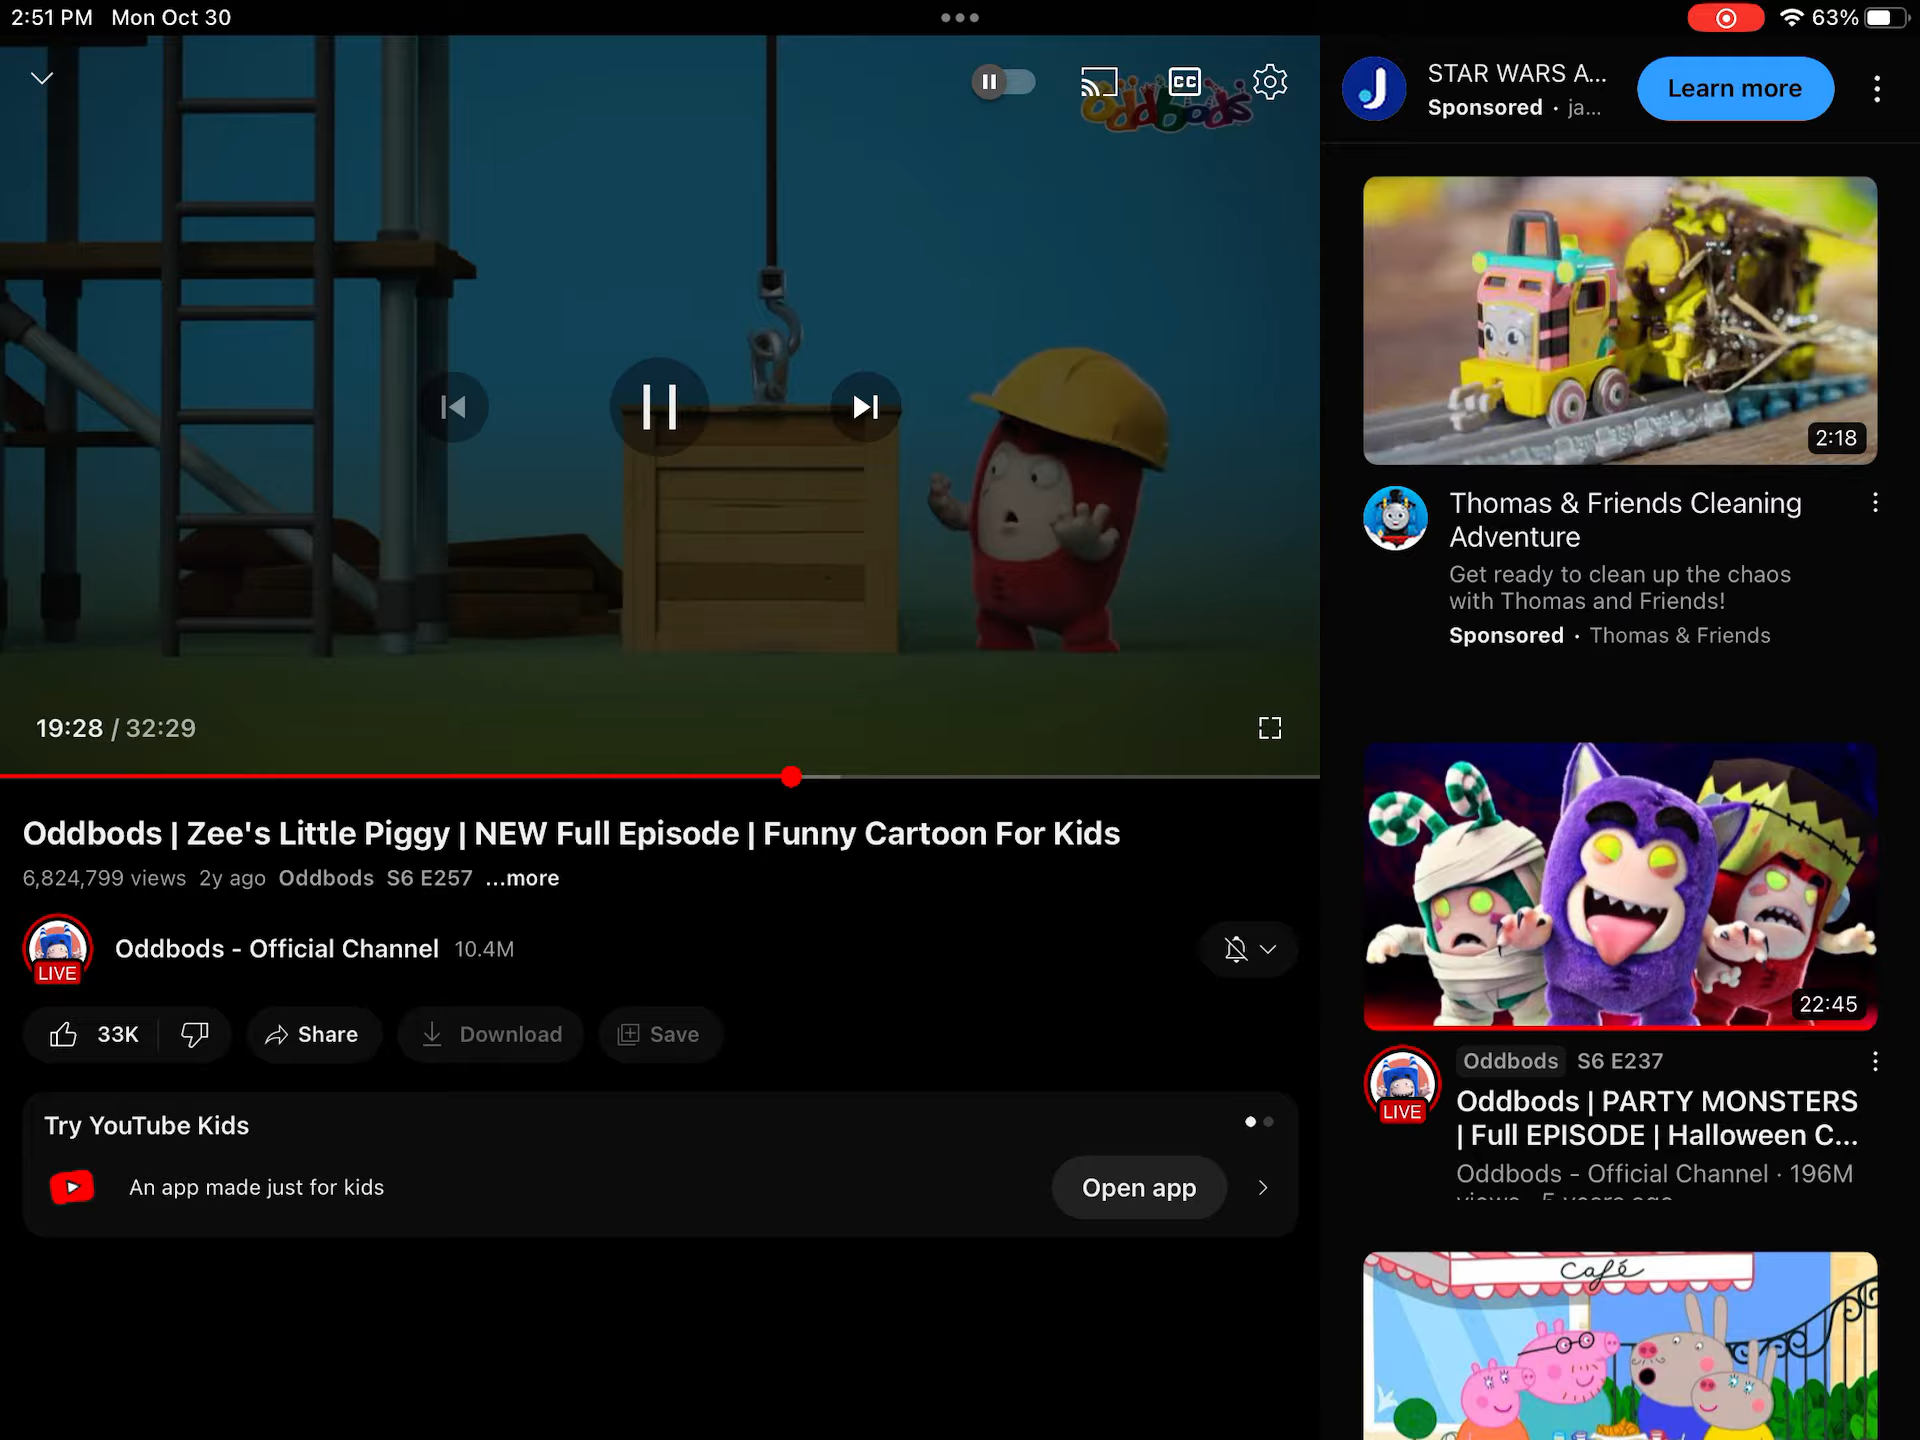 2:51 PM Mon Oct 30
63%
Oddbods
CC
19:28 / 32:29
Oddbods | Zee's Little Piggy | NEW Full Episode | Funny Cartoon For Kids
6,824,799 views 2y ago Oddbods S6 E257 ...more
LIVE
Oddbods - Official Channel 10.4M
33K
Share
Download
Save
Try YouTube Kids
An app made just for kids
Open app
STAR WARS A...
Sponsored · ja...
Learn more
2:18
Thomas & Friends Cleaning
Adventure
Get ready to clean up the chaos
with Thomas and Friends!
Sponsored · Thomas & Friends
22:45
LIVE
Oddbods S6 E237
Oddbods | PARTY MONSTERS
| Full EPISODE | Halloween C...
Oddbods - Official Channel · 196M
views · 5 years ago
Café